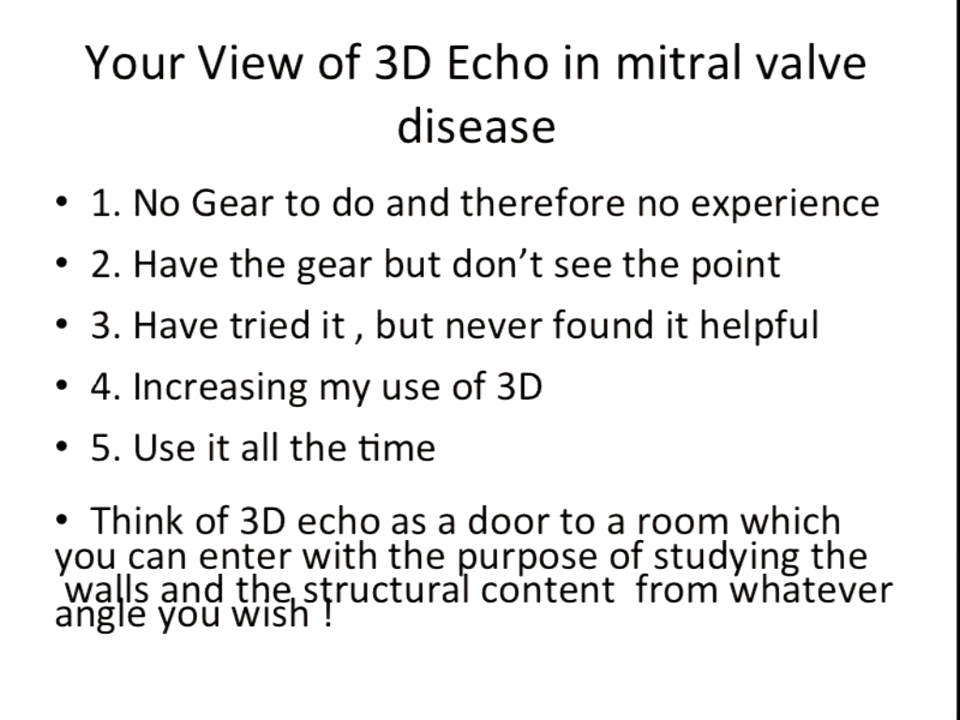 Your View of 3D Echo in mitral valve
disease
• 1. No Gear to do and therefore no experience
• 2. Have the gear but don’t see the point
• 3. Have tried it , but never found it helpful
• 4. Increasing my use of 3D
• 5. Use it all the time
• Think of 3D echo as a door to a room which
you can enter with the purpose of studying the
walls and the structural content  from whatever
angle you wish !